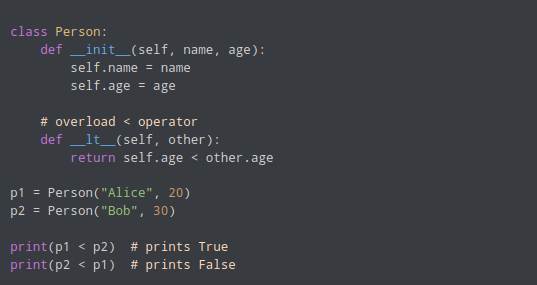 class Person:
    def __init__(self, name, age):
        self.name = name
        self.age = age

    # overload < operator
    def __lt__(self, other):
        return self.age < other.age

p1 = Person("Alice", 20)
p2 = Person("Bob", 30)

print(p1 < p2)  # prints True
print(p2 < p1)  # prints False